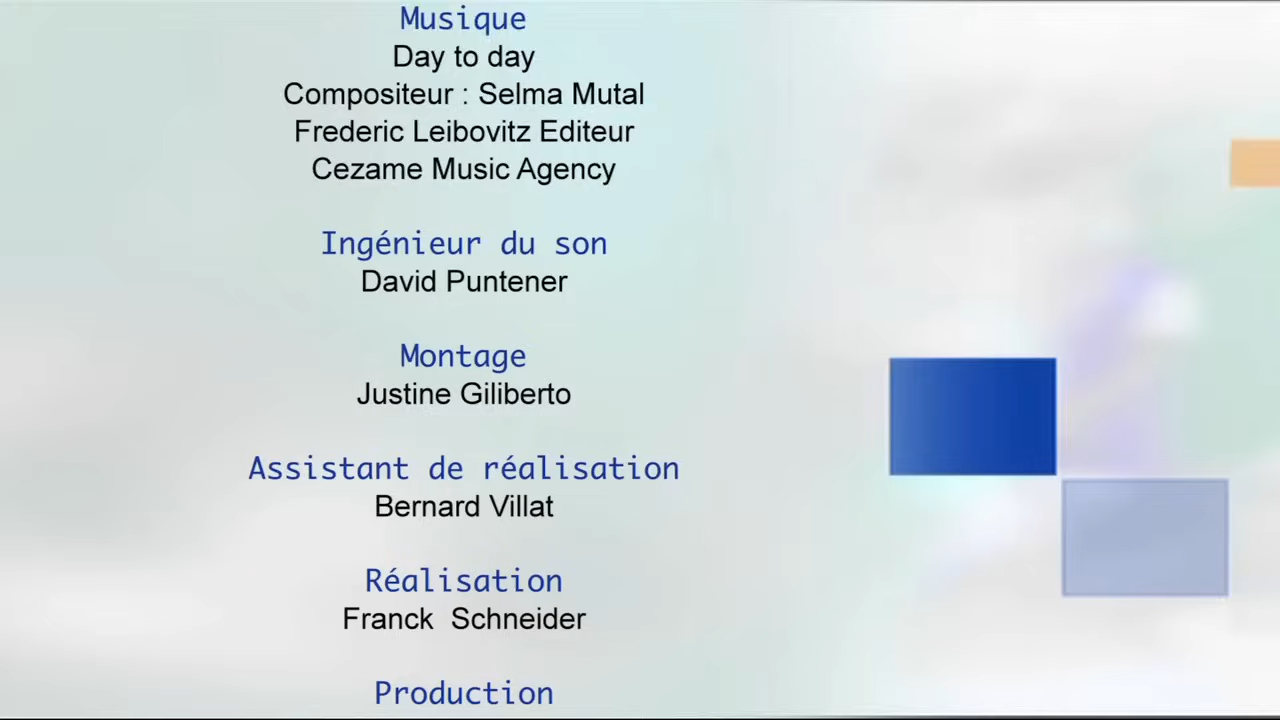 Musique
Day to day
Compositeur : Selma Mutal
Frederic Leibovitz Editeur
Cezame Music Agency
Ingénieur du son
David Puntener
Montage
Justine Giliberto
Assistant de réalisation
Bernard Villat
Réalisation
Franck Schneider
Production